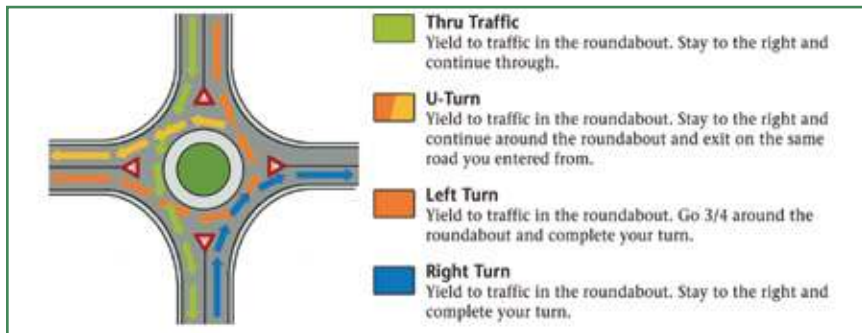 Thru Traffic
Yield to traffic in the roundabout. Stay to the right and
continue through.
U-Turn
Yield to traffic in the roundabout. Stay to the right and
continue around the roundabout and exit on the same
road you entered from.
Left Turn
Yield to traffic in the roundabout. Go 3/4 around the
roundabout and complete your turn.
Right Turn
Yield to traffic in the roundabout. Stay to the right and
complete your turn.